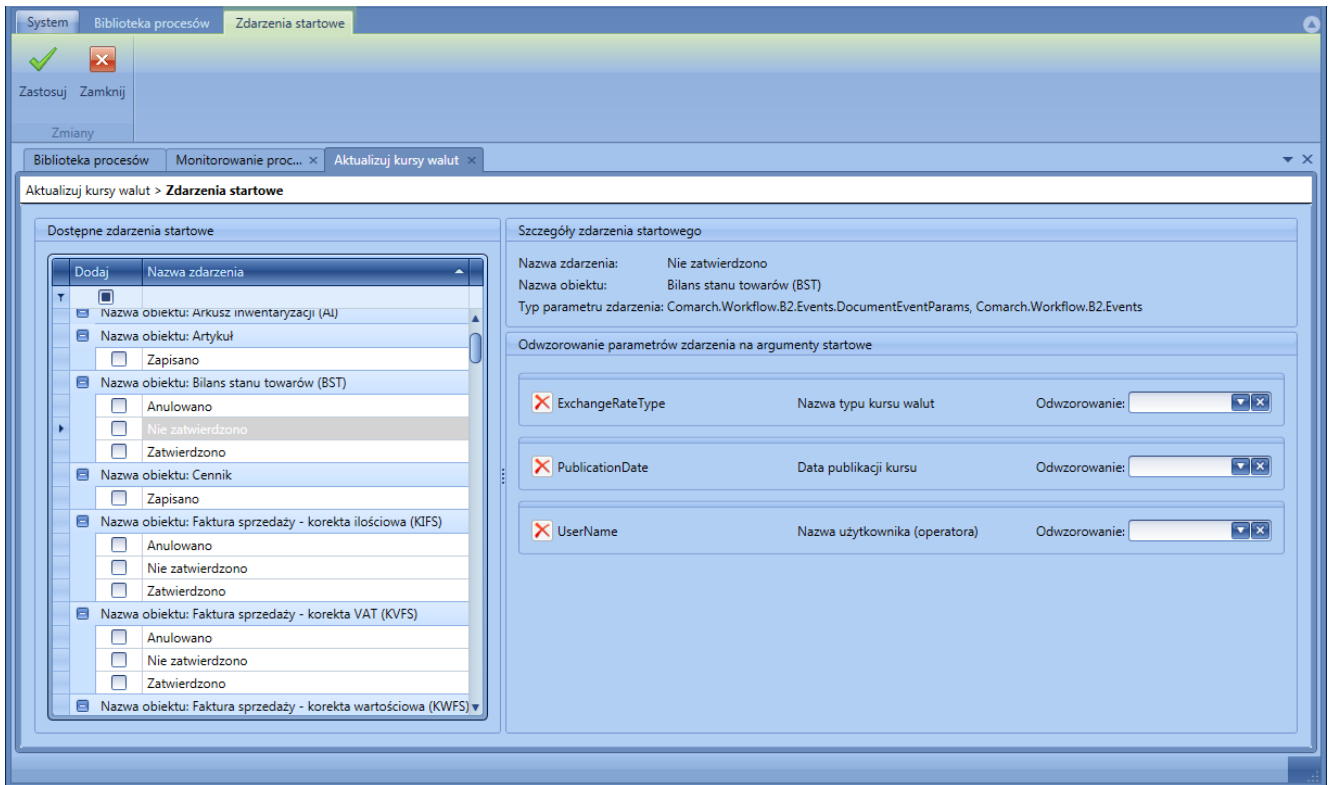 System Biblioteka procesów Zdarzenia startowe
Zastosuj Zamknij
Zmiany
Biblioteka procesów Monitorowanie proc... Aktualizuj kursy walut
Aktualizuj kursy walut > Zdarzenia startowe
Dostępne zdarzenia startowe
Dodaj Nazwa zdarzenia
Nazwa obiektu: Arkusz inwentaryzacji (AI)
Nazwa obiektu: Artykuł
Zapisano
Nazwa obiektu: Bilans stanu towarów (BST)
Anulowano
Nie zatwierdzono
Zatwierdzono
Nazwa obiektu: Cennik
Zapisano
Nazwa obiektu: Faktura sprzedaży - korekta ilościowa (KIFS)
Anulowano
Nie zatwierdzono
Zatwierdzono
Nazwa obiektu: Faktura sprzedaży - korekta VAT (KVFS)
Anulowano
Nie zatwierdzono
Zatwierdzono
Nazwa obiektu: Faktura sprzedaży - korekta wartościowa (KWFS)
Szczegóły zdarzenia startowego
Nazwa zdarzenia: Nie zatwierdzono
Nazwa obiektu: Bilans stanu towarów (BST)
Typ parametru zdarzenia: Comarch.Workflow.B2.Events.DocumentEventParams, Comarch.Workflow.B2.Events
Odwzorowanie parametrów zdarzenia na argumenty startowe
ExchangeRateType Nazwa typu kursu walut Odwzorowanie:
PublicationDate Data publikacji kursu Odwzorowanie:
UserName Nazwa użytkownika (operatora) Odwzorowanie: